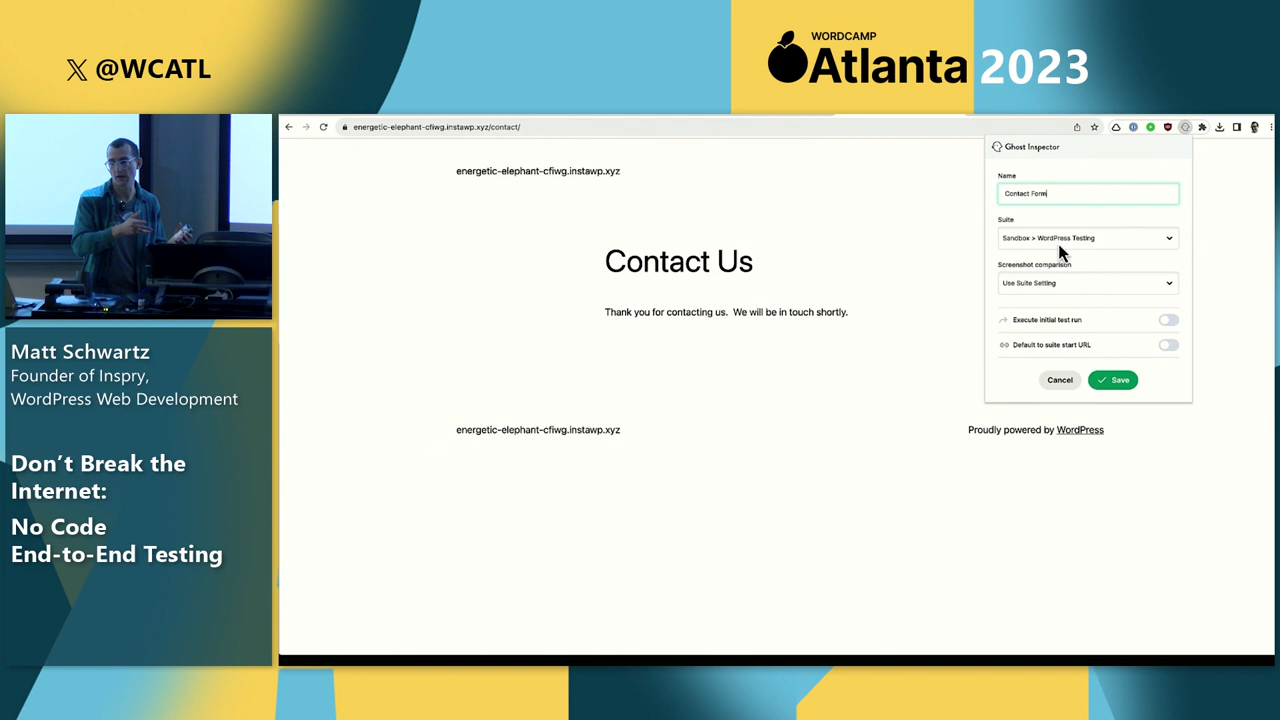 𝕏 @WCATL
WORDCAMP
Atlanta 2023
energetic-elephant-cfiwg.instawp.xyz/contact/
energetic-elephant-cfiwg.instawp.xyz
Contact Us
Thank you for contacting us. We will be in touch shortly.
energetic-elephant-cfiwg.instawp.xyz
Proudly powered by WordPress
Ghost Inspector
Name
Contact Form
Suite
Sandbox > WordPress Testing
Screenshot comparison
Use Suite Setting
Execute initial test run
Default to suite start URL
Cancel
Save
Matt Schwartz
Founder of Inspry,
WordPress Web Development
Don’t Break the
Internet:
No Code
End-to-End Testing